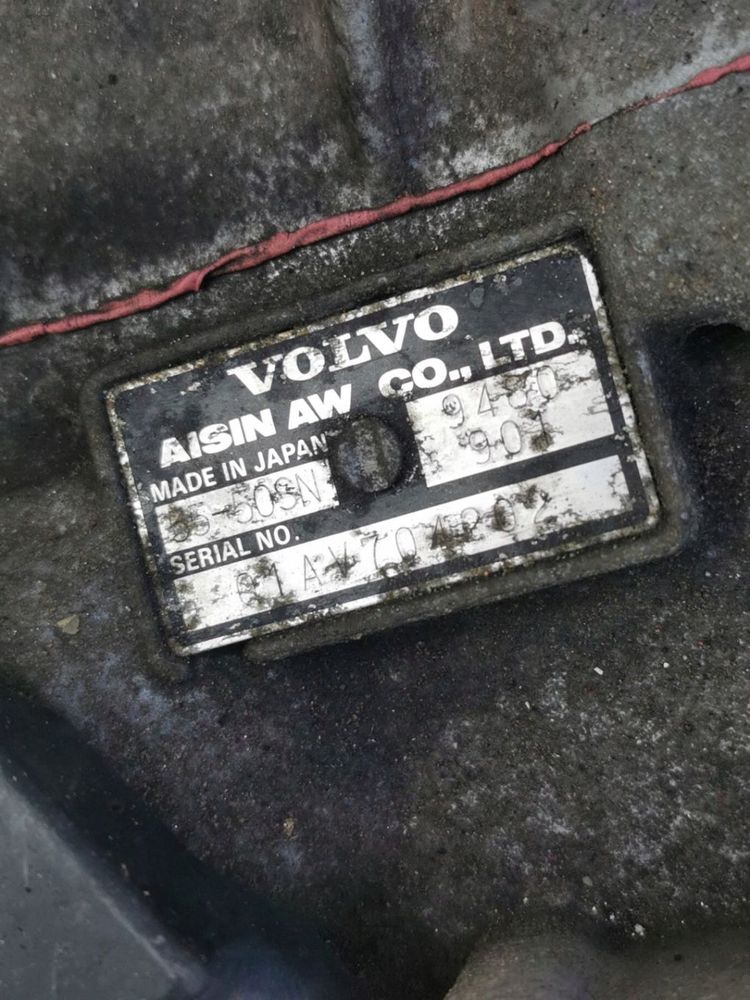 VOLVO
AISIN AW CO., LTD.
MADE IN JAPAN
9480
901
55-50SN
SERIAL NO.